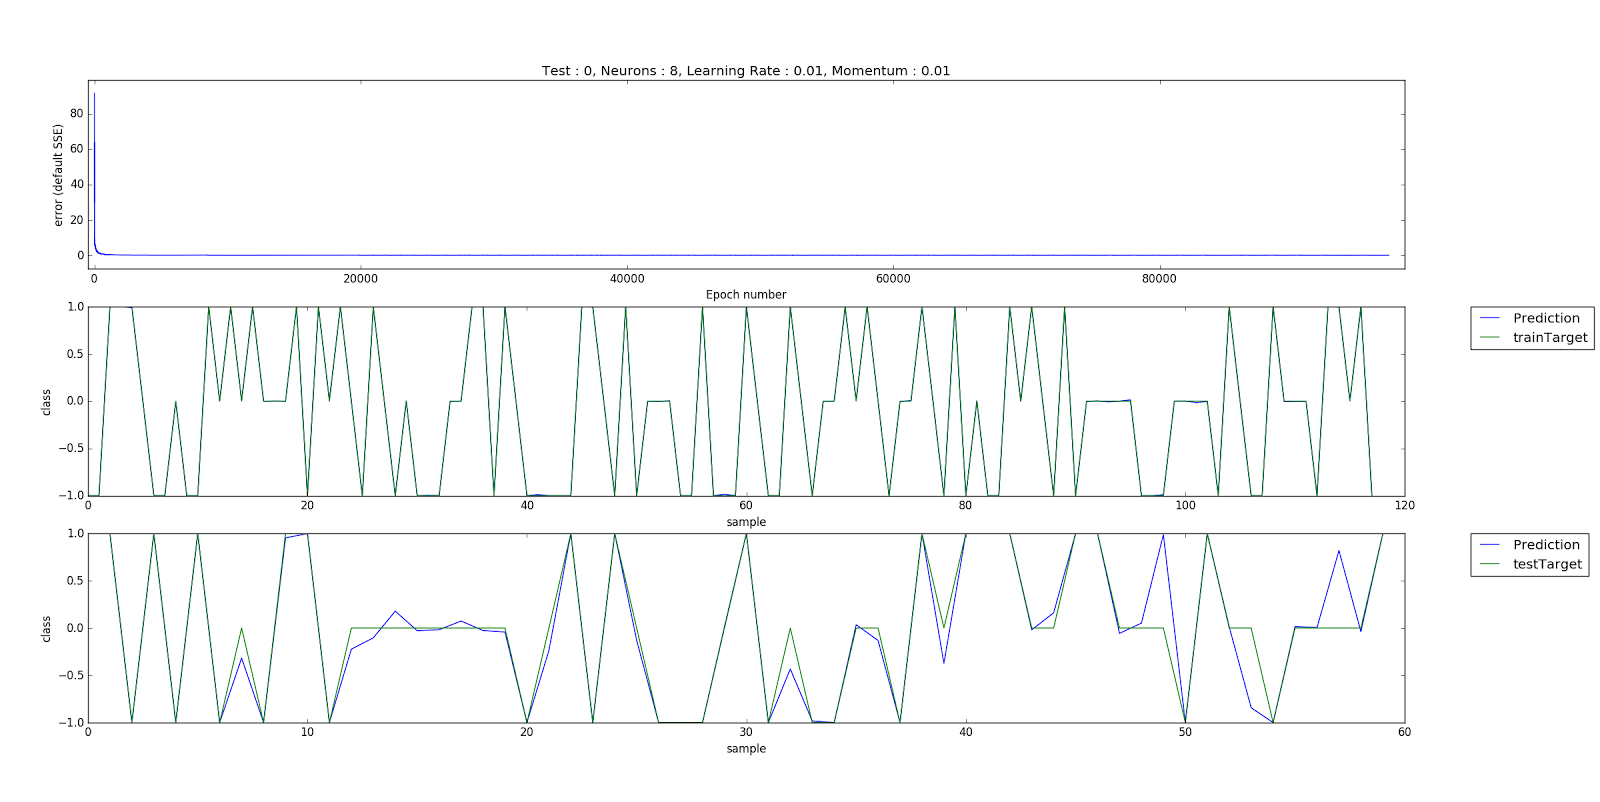 Test : 0, Neurons : 8, Learning Rate : 0.01, Momentum : 0.01
error (default SSE)
80
60
40
20
0
0 20000 40000 60000 80000
Epoch number
class
1.0
0.5
0.0
−0.5
−1.0
0 20 40 60 80 100 120
sample
Prediction
trainTarget
class
1.0
0.5
0.0
−0.5
−1.0
0 10 20 30 40 50 60
sample
Prediction
testTarget